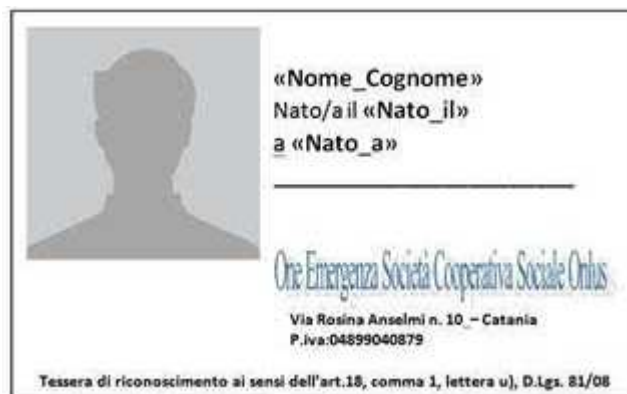 «Nome_Cognome»
Nato/a il «Nato_il»
a «Nato_a»
One Emergenza Società Cooperativa Sociale Onlus
Via Rosina Anselmi n. 10_– Catania
P.iva:04899040879
Tessera di riconoscimento ai sensi dell'art.18, comma 1, lettera u), D.Lgs. 81/08